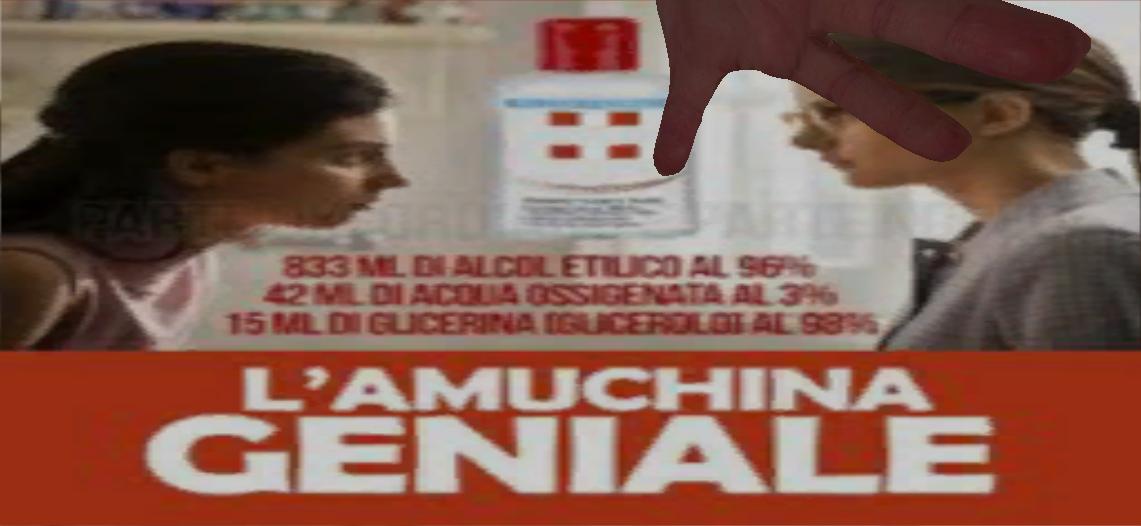 833 ML DI ALCOL ETILICO AL 96%
42 ML DI ACQUA OSSIGENATA AL 3%
15 ML DI GLICERINA (GLICEROLO) AL 98%
L'AMUCHINA
GENIALE